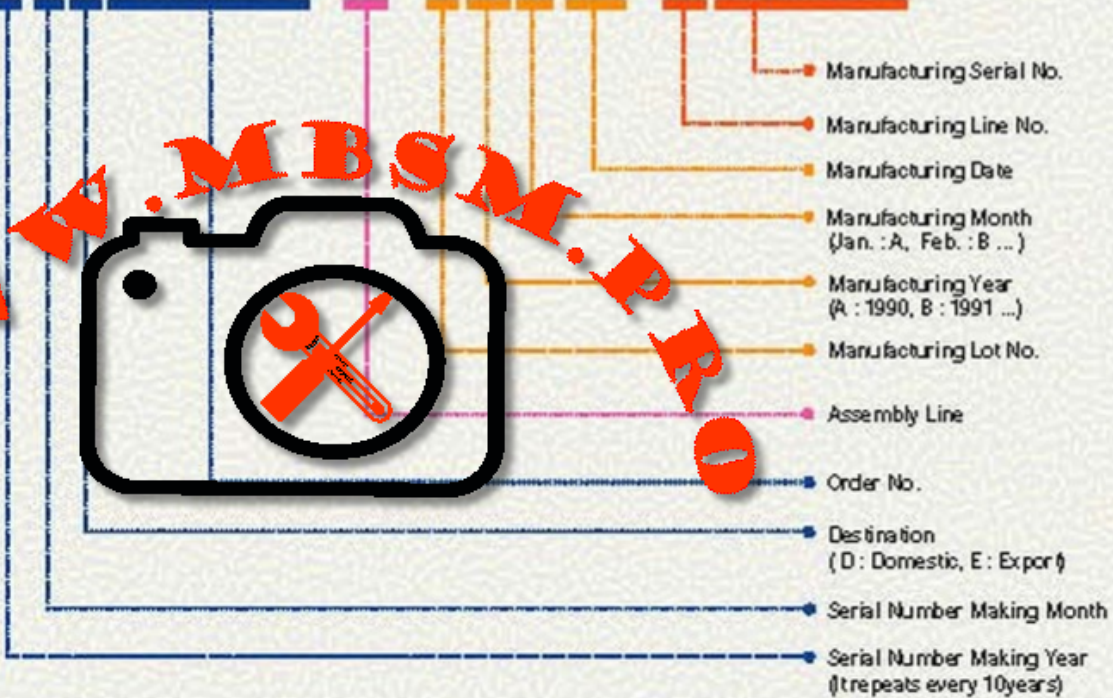 Manufacturing Serial No.
Manufacturing Line No.
Manufacturing Date
Manufacturing Month
(Jan. : A, Feb. : B ... )
Manufacturing Year
(A : 1990, B : 1991 ...)
Manufacturing Lot No.
Assembly Line
Order No.
Destination
( D : Domestic, E : Export)
Serial Number Making Month
Serial Number Making Year
(It repeats every 10years)
W.MBSM.PRO